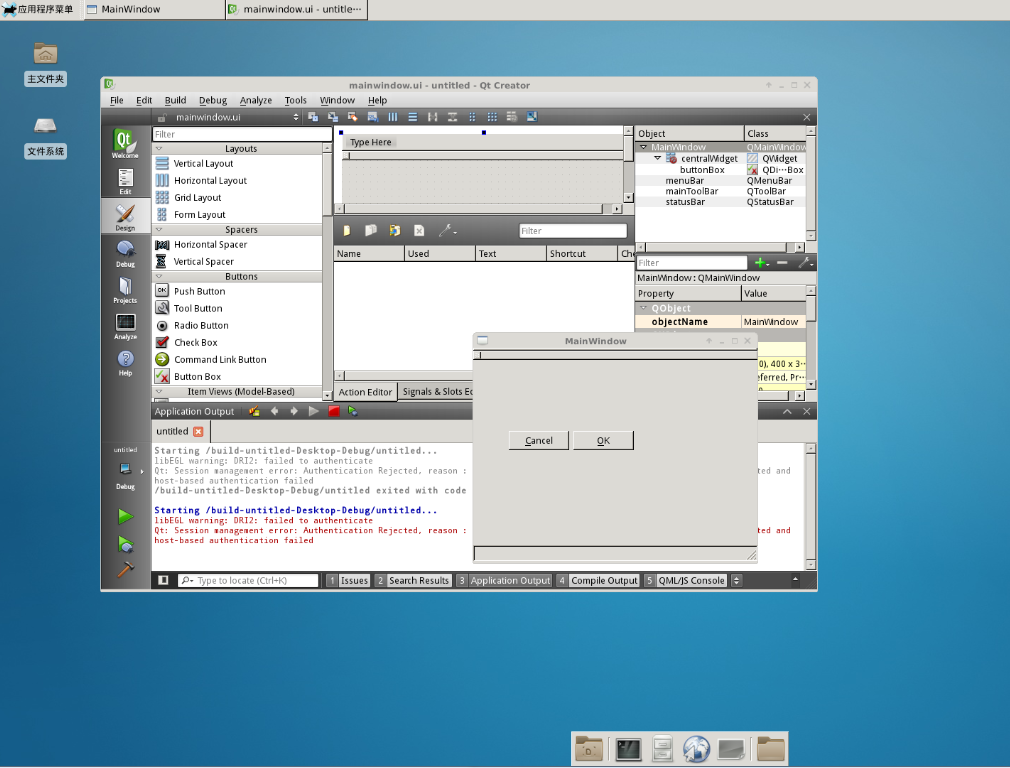 应用程序菜单
MainWindow
mainwindow.ui - untitle···
主文件夹
文件系统
mainwindow.ui - untitled - Qt Creator
File Edit Build Debug Analyze Tools Window Help
mainwindow.ui
Qt
Welcome
Edit
Design
Debug
Projects
Analyze
Help
untitled
Debug
Filter
Layouts
Vertical Layout
Horizontal Layout
Grid Layout
Form Layout
Spacers
Horizontal Spacer
Vertical Spacer
Buttons
Push Button
Tool Button
Radio Button
Check Box
Command Link Button
Button Box
Item Views (Model-Based)
Type Here
Filter
Name Used Text Shortcut Che
Action Editor Signals & Slots Ec
Object Class
MainWindow QMainWindow
centralWidget QWidget
buttonBox QDi···Box
menuBar QMenuBar
mainToolBar QToolBar
statusBar QStatusBar
Filter
MainWindow : QMainWindow
Property Value
QObject
objectName MainWindow
0), 400 x 3···
eferred, Pr···
MainWindow
Cancel OK
Application Output
untitled
Starting /build-untitled-Desktop-Debug/untitled...
libEGL warning: DRI2: failed to authenticate
Qt: Session management error: Authentication Rejected, reason : ted and
host-based authentication failed
/build-untitled-Desktop-Debug/untitled exited with code
Starting /build-untitled-Desktop-Debug/untitled...
libEGL warning: DRI2: failed to authenticate
Qt: Session management error: Authentication Rejected, reason : ted and
host-based authentication failed
Type to locate (Ctrl+K) 1 Issues 2 Search Results 3 Application Output 4 Compile Output 5 QML/JS Console